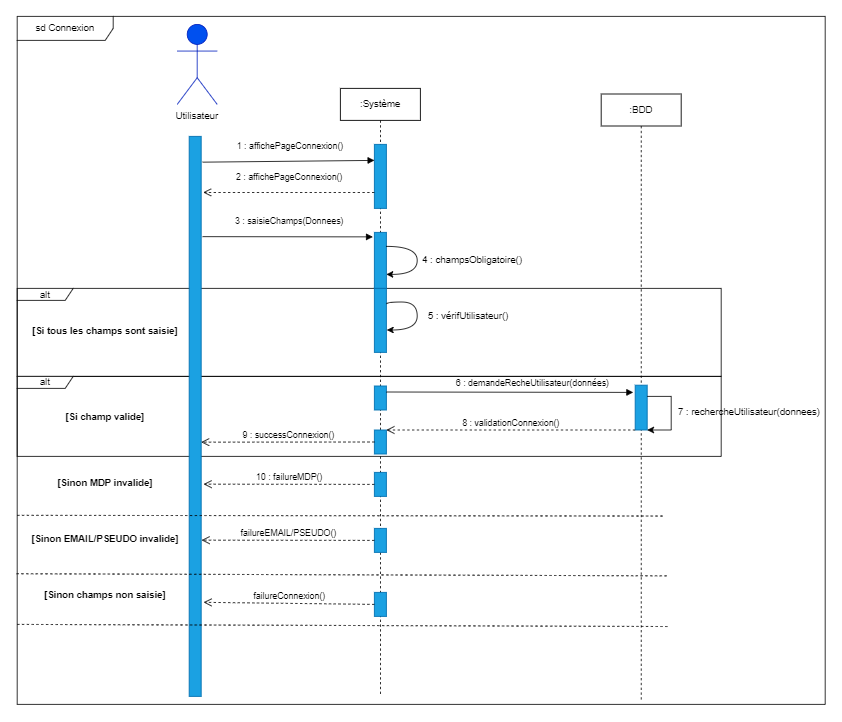 sd Connexion
Utilisateur
:Système
:BDD
1 : affichePageConnexion()
2 : affichePageConnexion()
3 : saisieChamps(Donnees)
4 : champsObligatoire()
alt
[Si tous les champs sont saisie]
5 : vérifUtilisateur()
alt
[Si champ valide]
6 : demandeRecheUtilisateur(données)
7 : rechercheUtilisateur(donnees)
8 : validationConnexion()
9 : successConnexion()
[Sinon MDP invalide]
10 : failureMDP()
[Sinon EMAIL/PSEUDO invalide]
failureEMAIL/PSEUDO()
[Sinon champs non saisie]
failureConnexion()